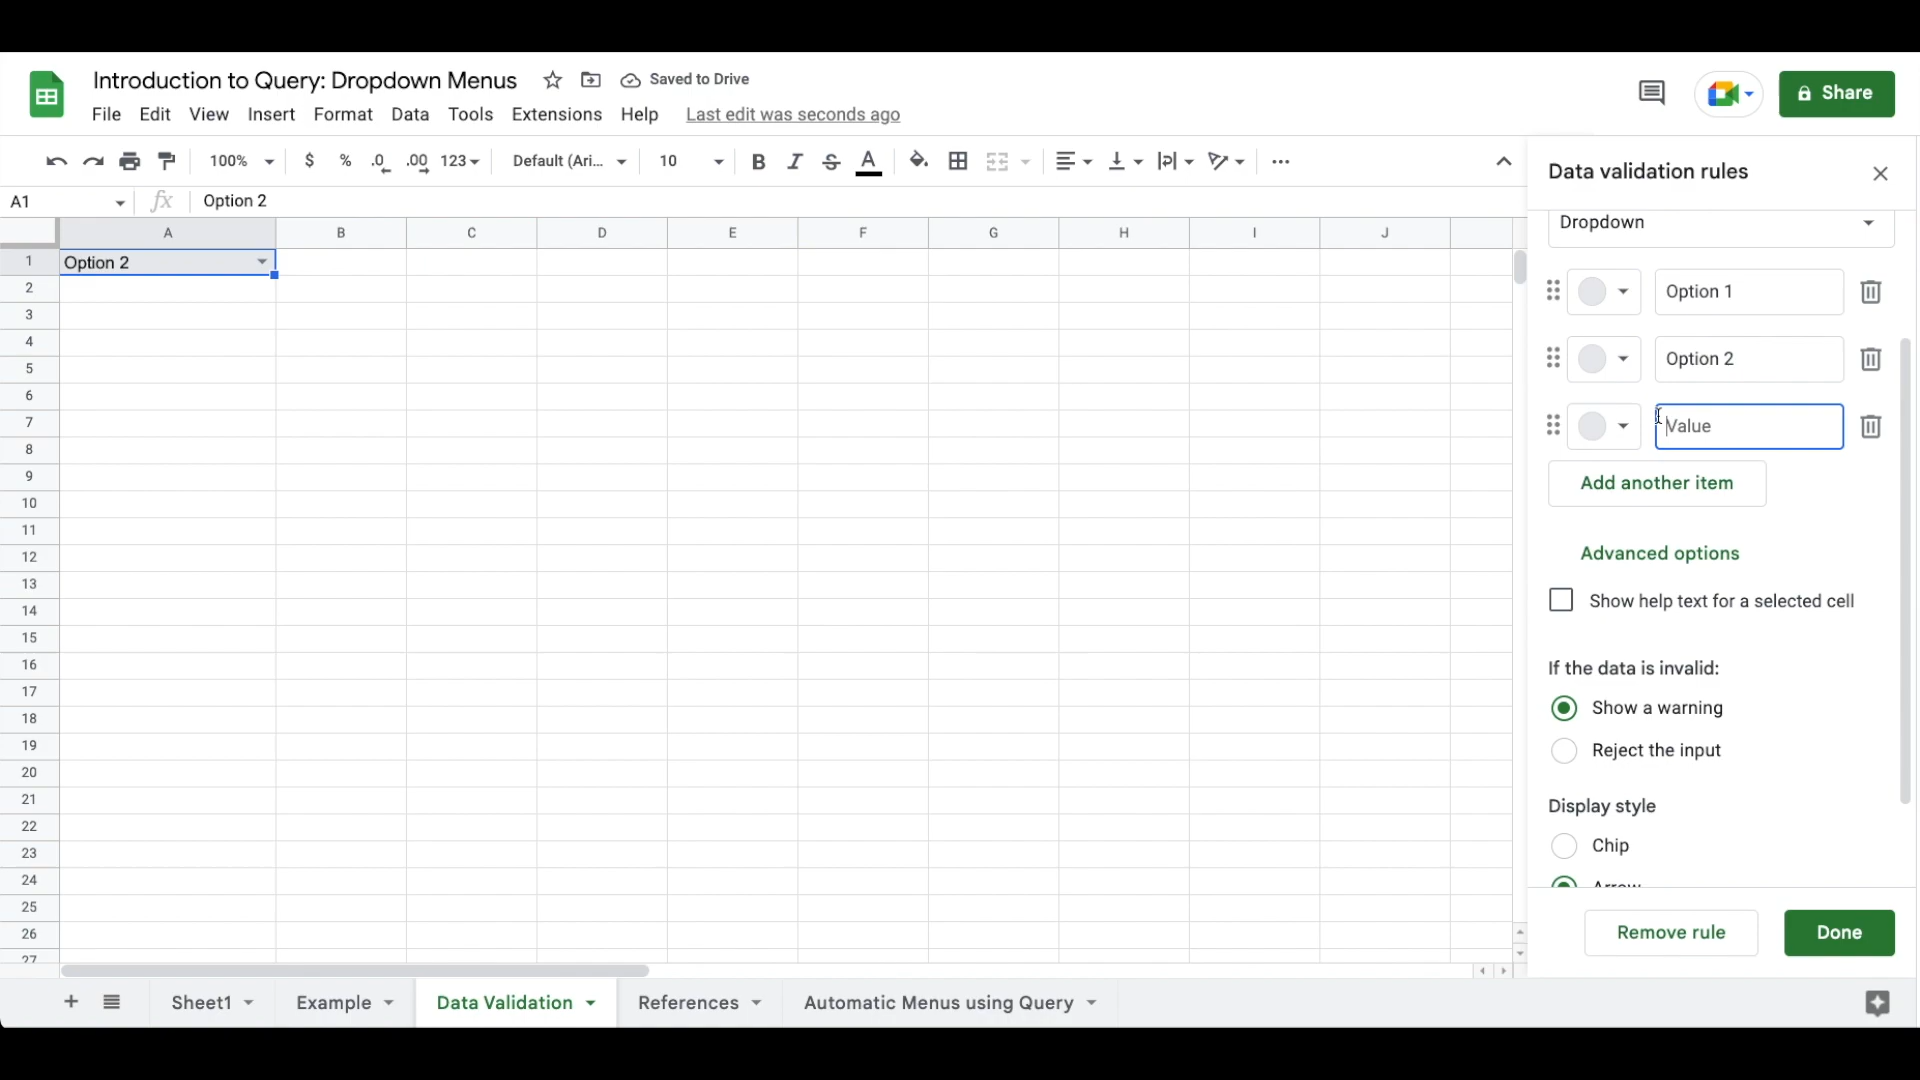 Introduction to Query: Dropdown Menus Saved to Drive
File Edit View Insert Format Data Tools Extensions Help Last edit was seconds ago
Share
100% $ % .0 .00 123 Default (Ari... 10 B I S A
A1 fx Option 2
A B C D E F G H I J
1 Option 2
2
3
4
5
6
7
8
9
10
11
12
13
14
15
16
17
18
19
20
21
22
23
24
25
26
27
Data validation rules
Dropdown
Option 1
Option 2
Value
Add another item
Advanced options
Show help text for a selected cell
If the data is invalid:
Show a warning
Reject the input
Display style
Chip
Arrow
Remove rule Done
Sheet1 Example Data Validation References Automatic Menus using Query